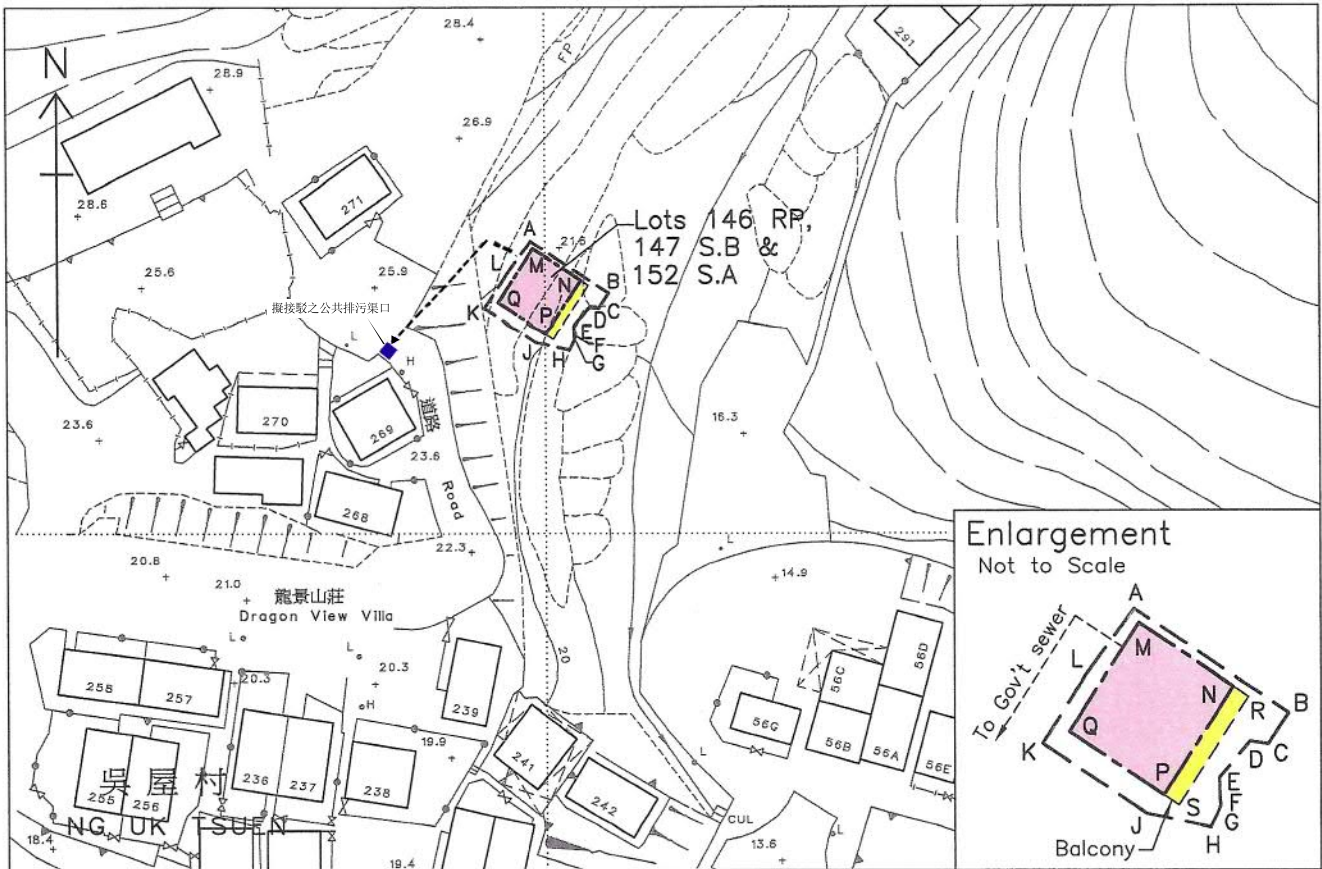 28.4
291
N
28.9
FP
26.9
271
28.6
Lots 146 RP,
147 S.B &
152 S.A
A
21.6
M
L
B
25.6
25.9
N
Q
C
擬接駁之公共排污渠口
K
P
D
E
F
L
J
H
G
H
道路
16.3
270
269
23.6
23.6
Road
268
22.3
L
20.8
14.9
21.0
龍景山莊
Dragon View Villa
L
L
20.3
20.3
20
258
257
239
H
56C
56D
56G
56B
56A
56E
19.9
241
L
236
237
238
吳屋村
255
256
242
NG UK TSUEN
CUL
L
18.4
19.4
13.6
Enlargement
Not to Scale
A
To Gov't sewer
L
M
N
R
B
Q
D
C
K
P
E
S
F
G
J
H
Balcony